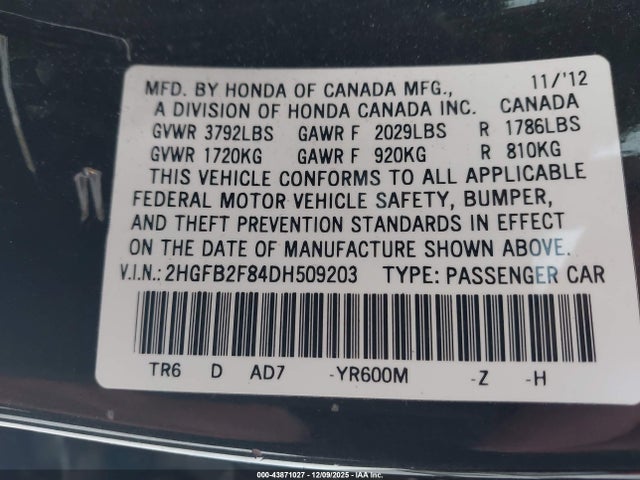 MFD. BY HONDA OF CANADA MFG., 11/'12
A DIVISION OF HONDA CANADA INC. CANADA
GVWR 3792LBS GAWR F 2029LBS R 1786LBS
GVWR 1720KG GAWR F 920KG R 810KG
THIS VEHICLE CONFORMS TO ALL APPLICABLE
FEDERAL MOTOR VEHICLE SAFETY, BUMPER,
AND THEFT PREVENTION STANDARDS IN EFFECT
ON THE DATE OF MANUFACTURE SHOWN ABOVE.
V.I.N.: 2HGFB2F84DH509203 TYPE: PASSENGER CAR
TR6 D AD7 -YR600M -Z -H
000-43871027 - 12/09/2025 - IAA Inc.